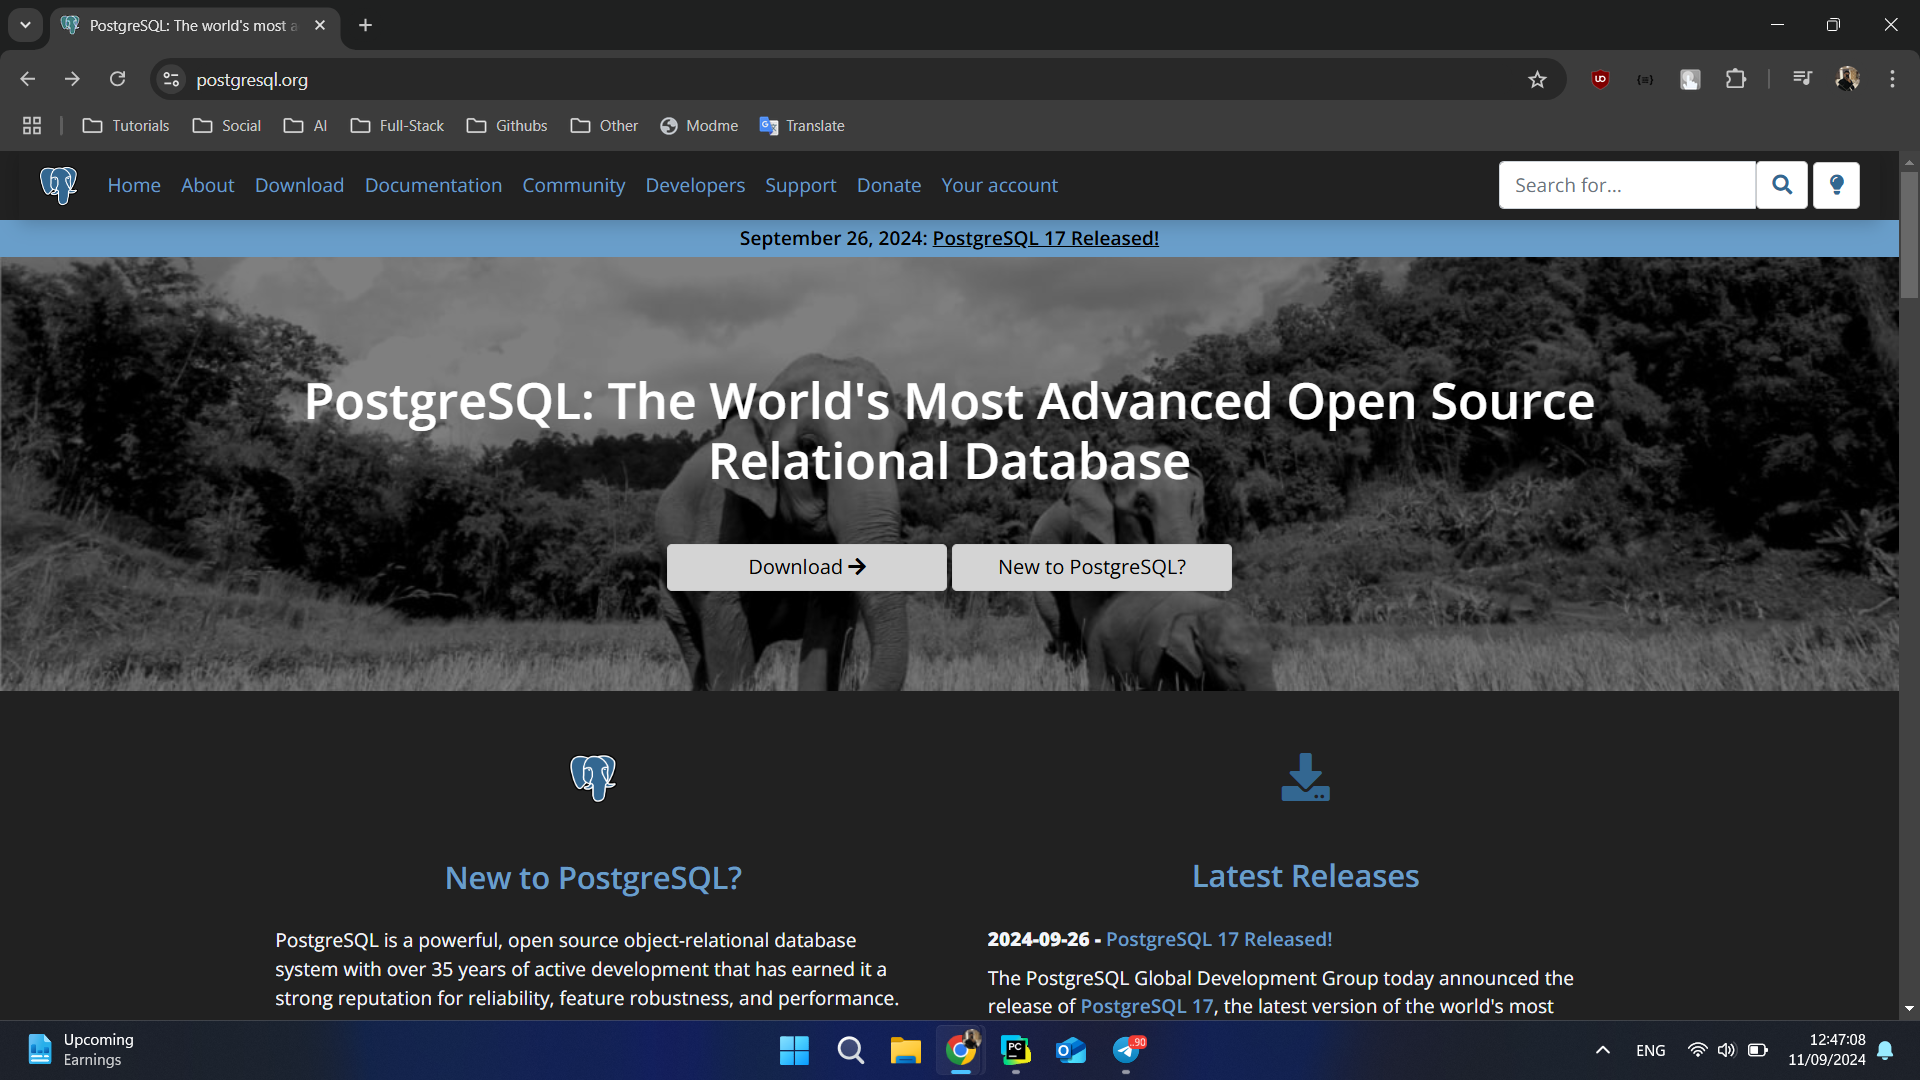 PostgreSQL: The world's most a
postgresql.org
Tutorials
Social
AI
Full-Stack
Githubs
Other
Modme
Translate
Home
About
Download
Documentation
Community
Developers
Support
Donate
Your account
Search for...
September 26, 2024: PostgreSQL 17 Released!
PostgreSQL: The World's Most Advanced Open Source
Relational Database
Download
New to PostgreSQL?
New to PostgreSQL?
PostgreSQL is a powerful, open source object-relational database
system with over 35 years of active development that has earned it a
strong reputation for reliability, feature robustness, and performance.
Latest Releases
2024-09-26 - PostgreSQL 17 Released!
The PostgreSQL Global Development Group today announced the
release of PostgreSQL 17, the latest version of the world's most
Upcoming
Earnings
PC
90
ENG
12:47:08
11/09/2024